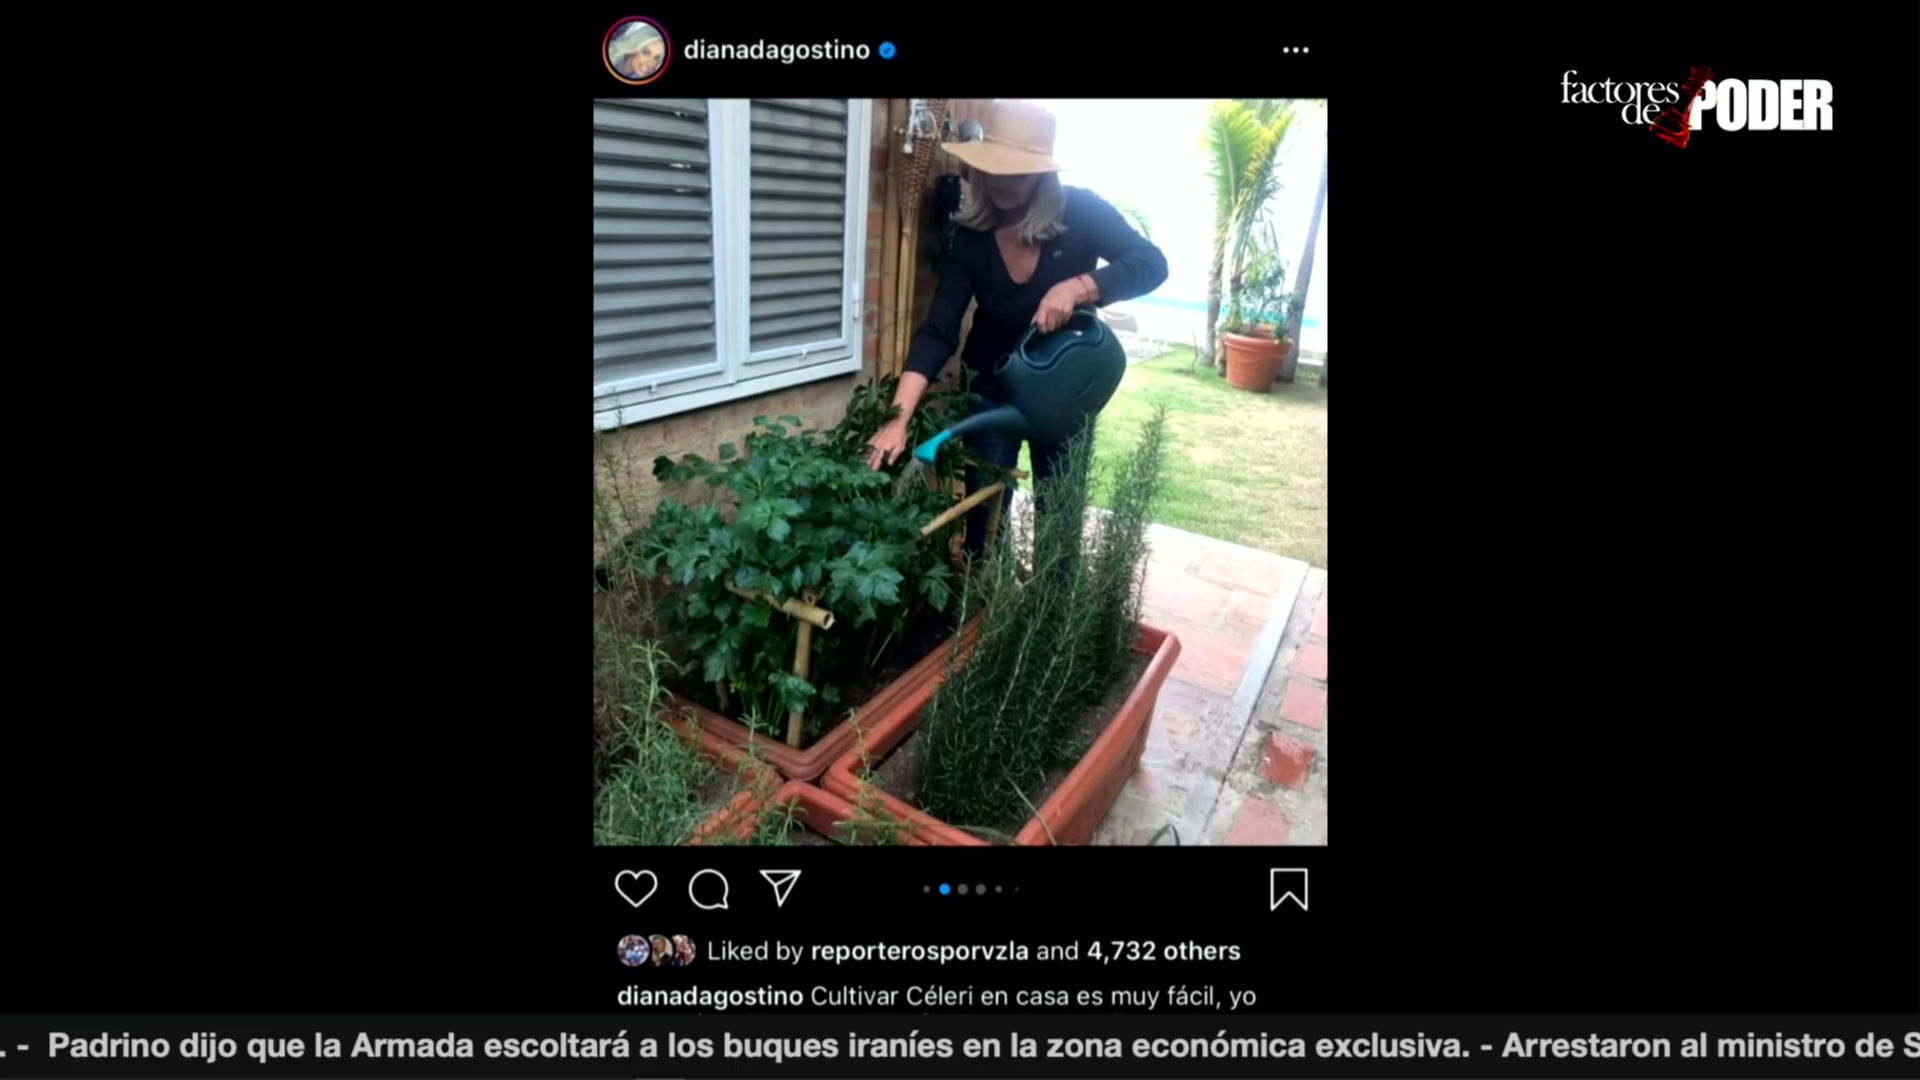 dianadagostino
factores
de PODER
Liked by reporterosporvzla and 4,732 others
dianadagostino Cultivar Céleri en casa es muy fácil, yo
. - Padrino dijo que la Armada escoltará a los buques iraníes en la zona económica exclusiva. - Arrestaron al ministro de S